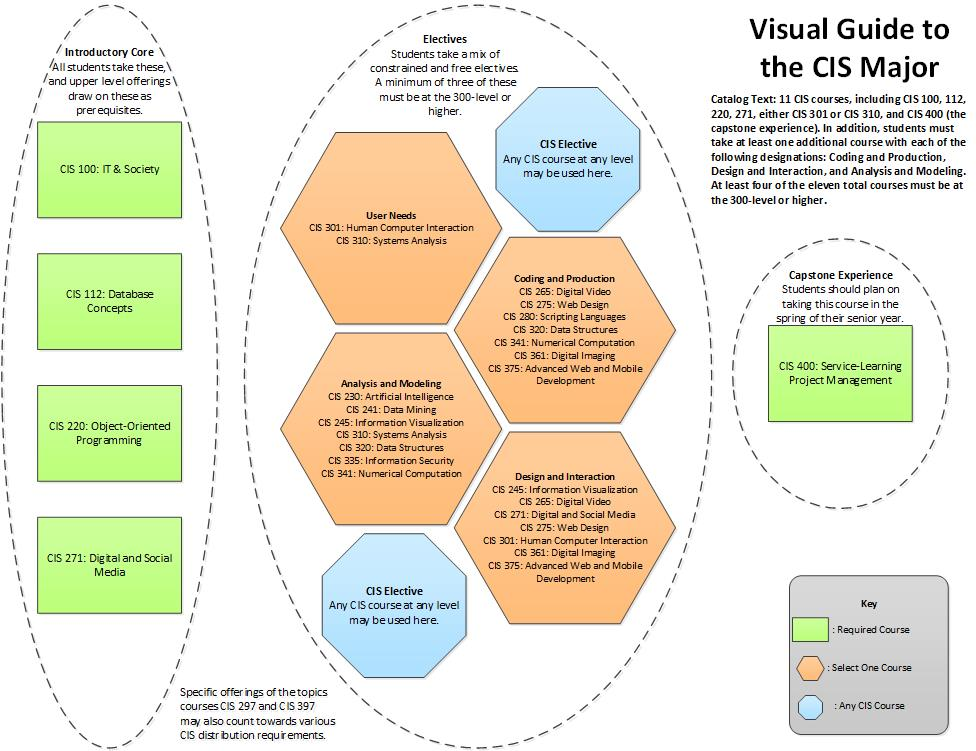 Visual Guide to
the CIS Major
Catalog Text: 11 CIS courses, including CIS 100, 112,
220, 271, either CIS 301 or CIS 310, and CIS 400 (the
capstone experience). In addition, students must
take at least one additional course with each of the
following designations: Coding and Production,
Design and Interaction, and Analysis and Modeling.
At least four of the eleven total courses must be at
the 300-level or higher.
Introductory Core
All students take these,
and upper level offerings
draw on these as
prerequisites.
CIS 100: IT & Society
CIS 112: Database
Concepts
CIS 220: Object-Oriented
Programming
CIS 271: Digital and Social
Media
Electives
Students take a mix of
constrained and free electives.
A minimum of three of these
must be at the 300-level or
higher.
CIS Elective
Any CIS course at any level
may be used here.
User Needs
CIS 301: Human Computer Interaction
CIS 310: Systems Analysis
Coding and Production
CIS 265: Digital Video
CIS 275: Web Design
CIS 280: Scripting Languages
CIS 320: Data Structures
CIS 341: Numerical Computation
CIS 361: Digital Imaging
CIS 375: Advanced Web and Mobile
Development
Analysis and Modeling
CIS 230: Artificial Intelligence
CIS 241: Data Mining
CIS 245: Information Visualization
CIS 310: Systems Analysis
CIS 320: Data Structures
CIS 335: Information Security
CIS 341: Numerical Computation
Design and Interaction
CIS 245: Information Visualization
CIS 265: Digital Video
CIS 271: Digital and Social Media
CIS 275: Web Design
CIS 301: Human Computer Interaction
CIS 361: Digital Imaging
CIS 375: Advanced Web and Mobile
Development
CIS Elective
Any CIS course at any level
may be used here.
Specific offerings of the topics
courses CIS 297 and CIS 397
may also count towards various
CIS distribution requirements.
Capstone Experience
Students should plan on
taking this course in the
spring of their senior year.
CIS 400: Service-Learning
Project Management
Key
: Required Course
: Select One Course
: Any CIS Course